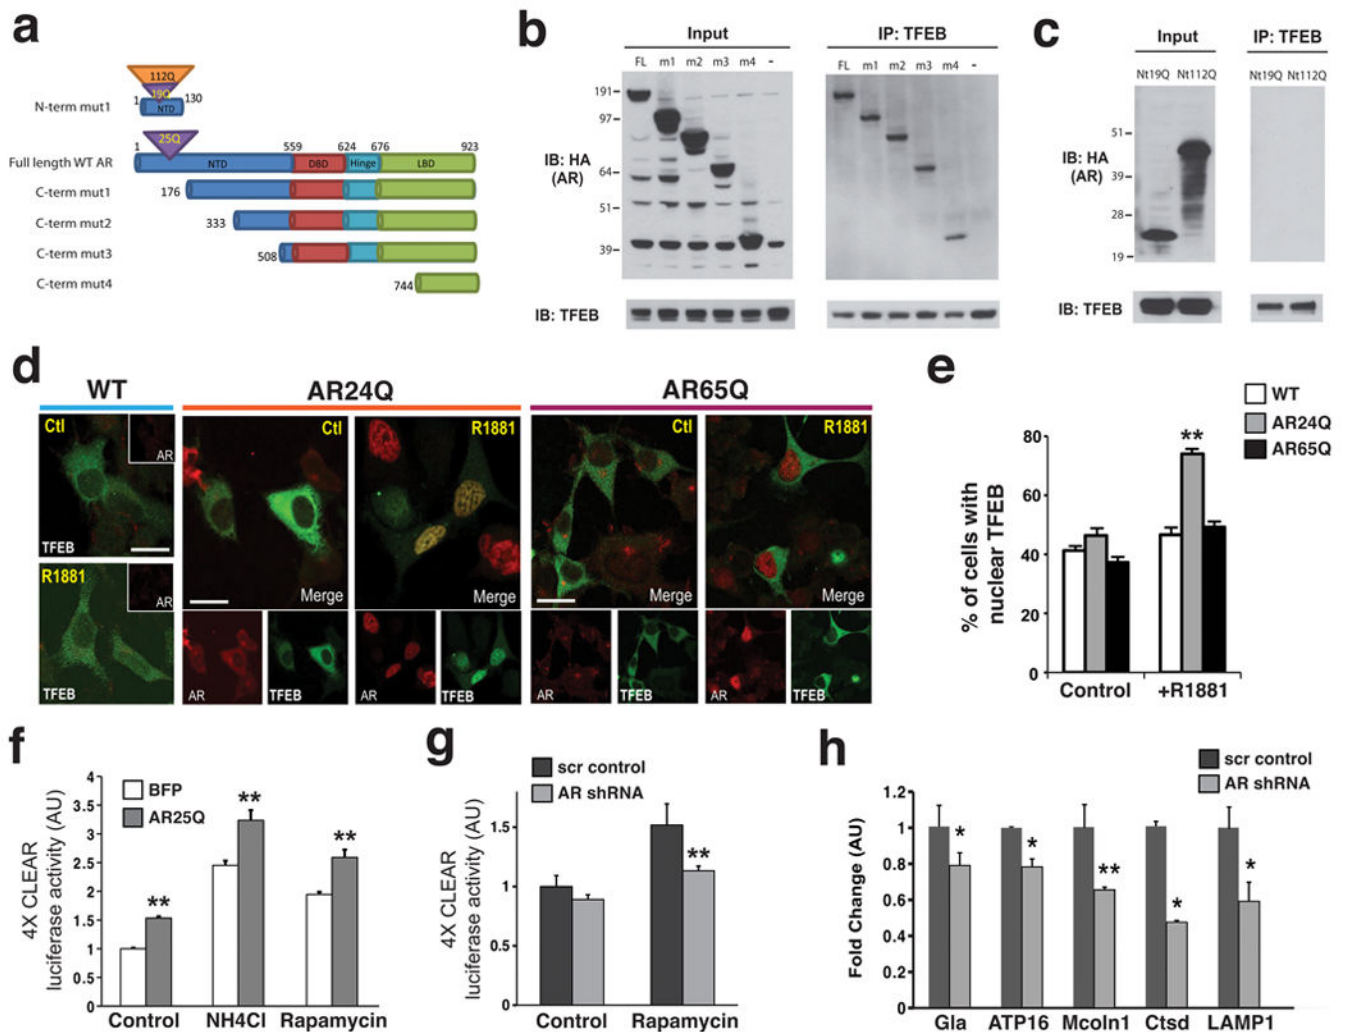 a
112Q
19Q
1
130
NTD
N-term mut1
25Q
1
559
624
676
923
Full length WT AR
NTD
DBD
Hinge
LBD
C-term mut1
176
C-term mut2
333
C-term mut3
508
C-term mut4
744
b
Input
IP: TFEB
FL m1 m2 m3 m4 -
FL m1 m2 m3 m4 -
191
97
64
51
39
IB: HA
(AR)
IB: TFEB
c
Input
IP: TFEB
Nt19Q Nt112Q
Nt19Q Nt112Q
51
39
28
19
IB: HA
(AR)
IB: TFEB
d
WT
AR24Q
AR65Q
Ctl
AR
TFEB
R1881
AR
TFEB
Ctl
Merge
R1881
Merge
AR
TFEB
AR
TFEB
Ctl
Merge
R1881
Merge
AR
TFEB
AR
TFEB
e
WT
AR24Q
AR65Q
% of cells with
nuclear TFEB
80
60
40
20
0
**
Control
+R1881
f
4X CLEAR
luciferase activity (AU)
4
3.5
3
2.5
2
1.5
1
0.5
0
BFP
AR25Q
**
**
**
Control
NH4Cl
Rapamycin
g
scr control
AR shRNA
4X CLEAR
luciferase activity (AU)
1.5
1
0.5
0
**
Control
Rapamycin
h
scr control
AR shRNA
Fold Change (AU)
1.2
1
0.8
0.6
0.4
0.2
0
*
*
**
*
*
Gla
ATP16
Mcoln1
Ctsd
LAMP1